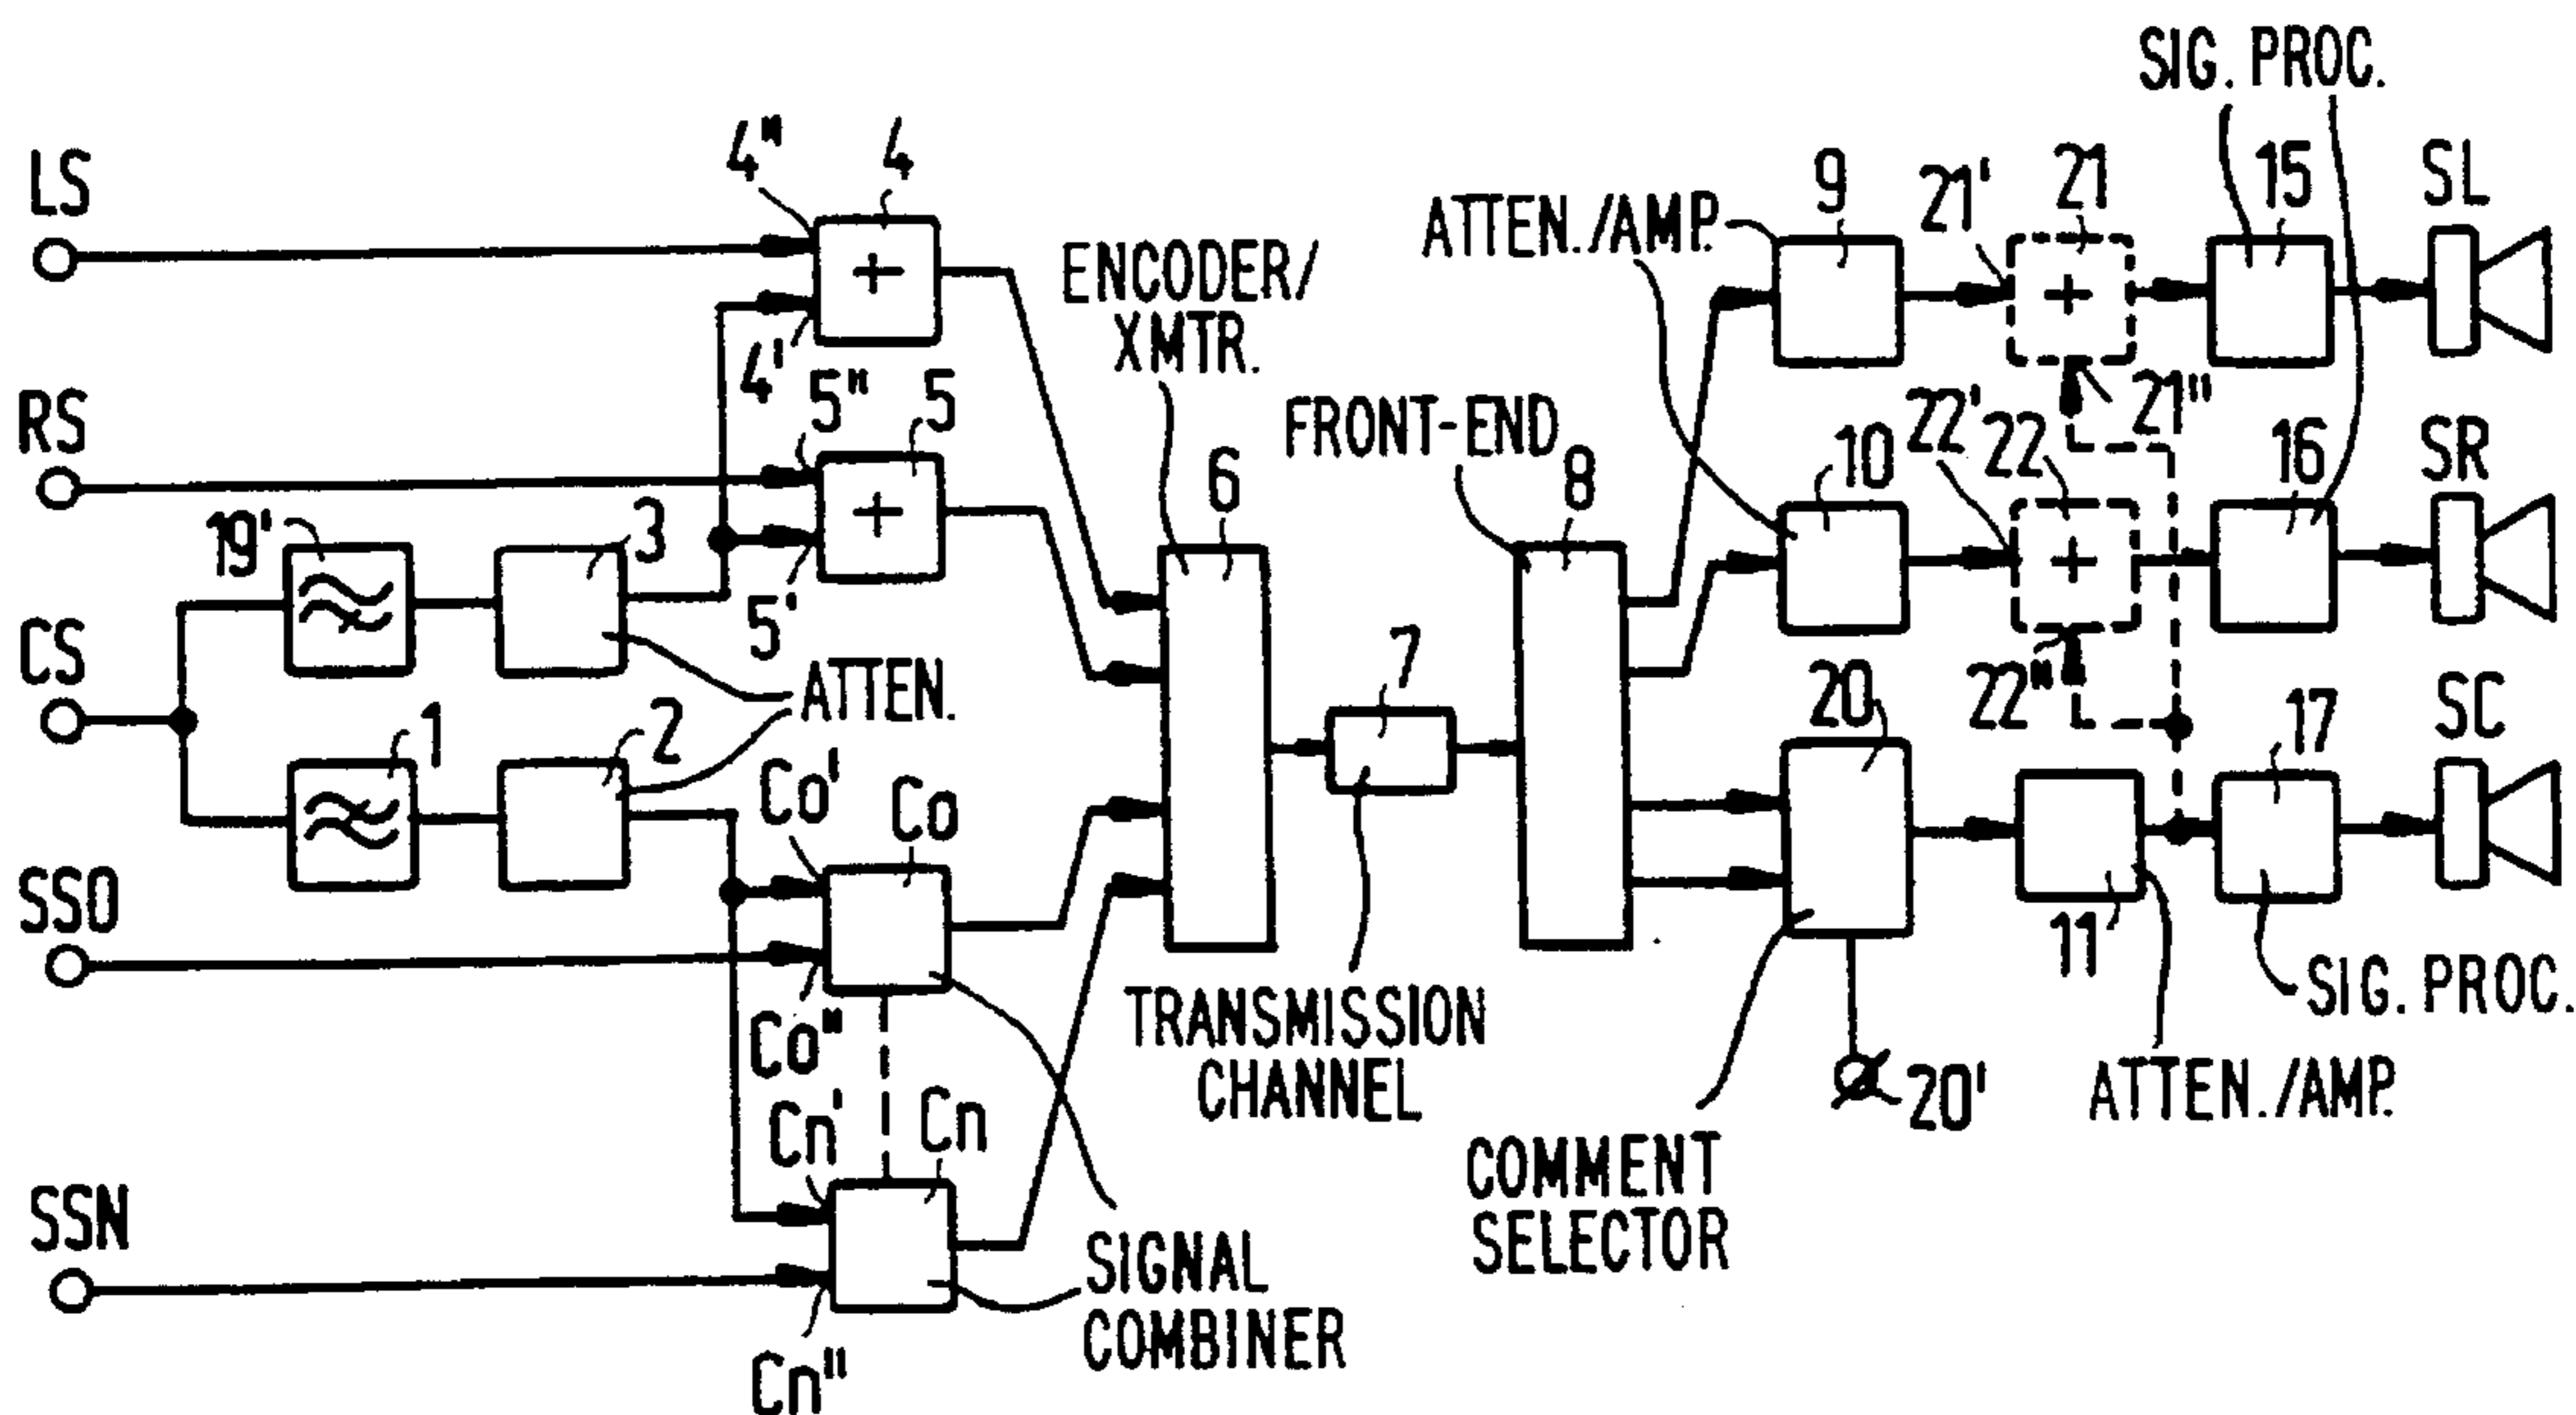 SIG. PROC.
LS
4"
4
9
21'
21
15
SL
ATTEN./AMP.
ENCODER/
XMTR.
4'
RS
5"
5
FRONT-END
21"
22'
22
10
16
SR
19'
3
6
8
5'
CS
ATTEN.
7
22"
20
17
SC
1
2
Co'
Co
SSO
11
SIG. PROC.
Co"
TRANSMISSION
CHANNEL
20'
ATTEN./AMP.
Cn'
Cn
COMMENT
SELECTOR
SSN
SIGNAL
COMBINER
Cn"